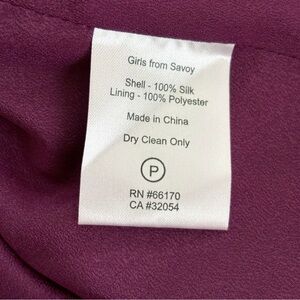 Girls from Savoy
Shell - 100% Silk
Lining - 100% Polyester
Made in China
Dry Clean Only
P
RN #66170
CA #32054